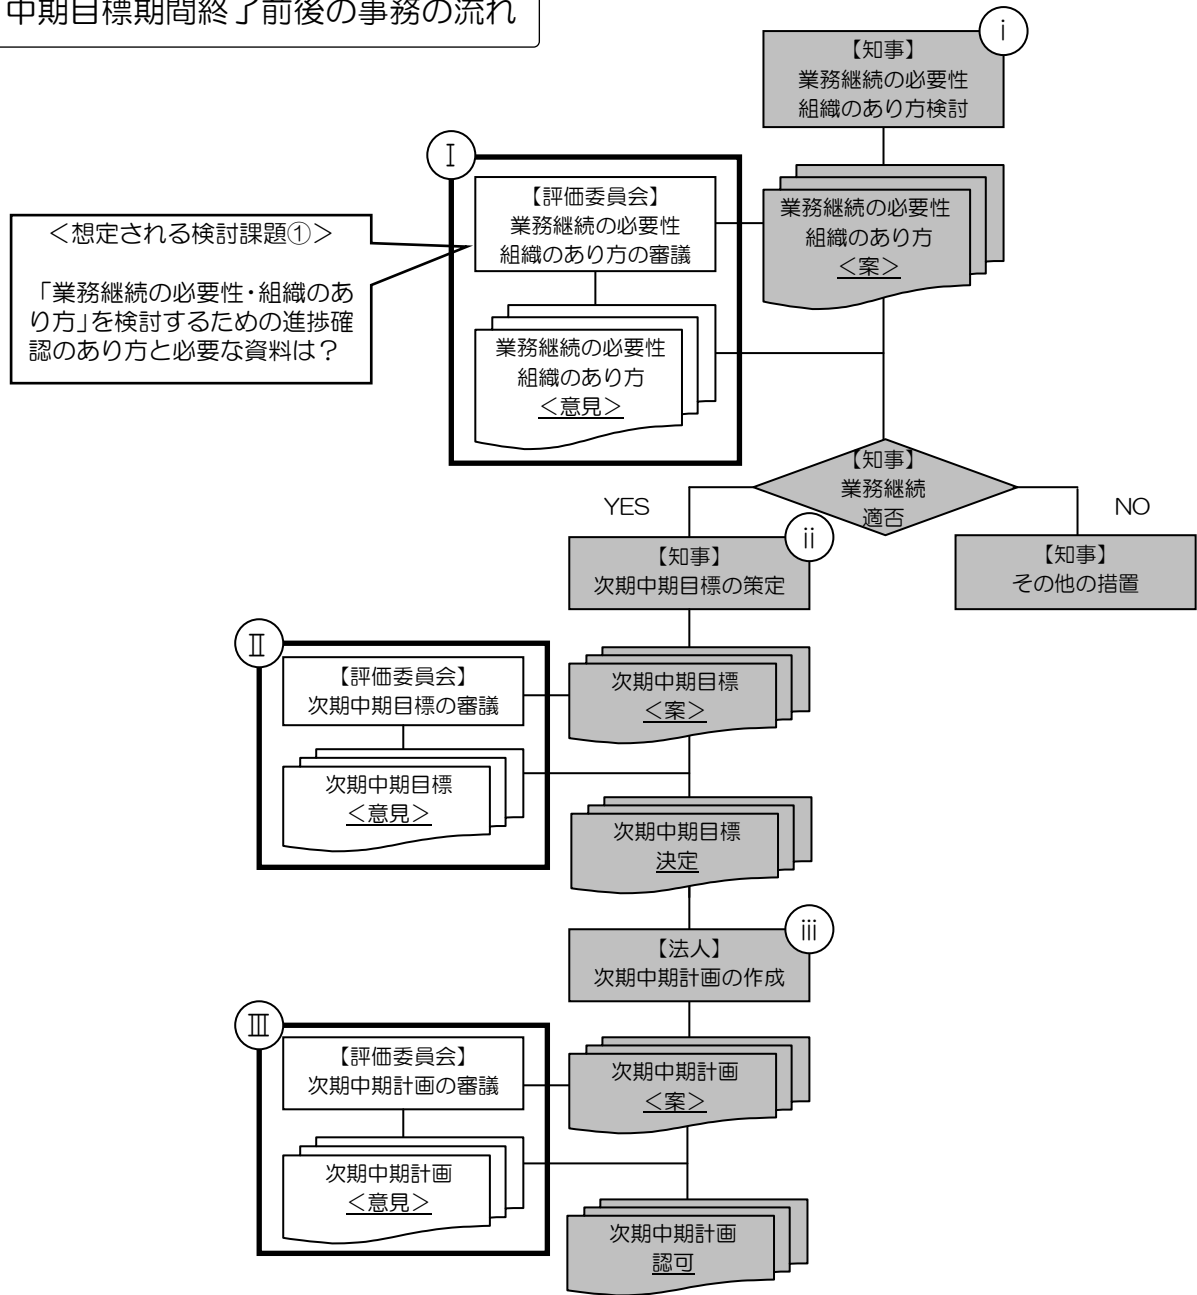 中期目標期間終了前後の事務の流れ
ⅰ
【知事】
業務継続の必要性
組織のあり方検討
Ⅰ
【評価委員会】
業務継続の必要性
組織のあり方の審議
業務継続の必要性
組織のあり方
<案>
<想定される検討課題①>
「業務継続の必要性・組織のあ
り方」を検討するための進捗確
認のあり方と必要な資料は？
業務継続の必要性
組織のあり方
<意見>
【知事】
業務継続
適否
YES
NO
ⅱ
【知事】
次期中期目標の策定
【知事】
その他の措置
Ⅱ
【評価委員会】
次期中期目標の審議
次期中期目標
<案>
次期中期目標
<意見>
次期中期目標
決定
ⅲ
【法人】
次期中期計画の作成
Ⅲ
【評価委員会】
次期中期計画の審議
次期中期計画
<案>
次期中期計画
<意見>
次期中期計画
認可